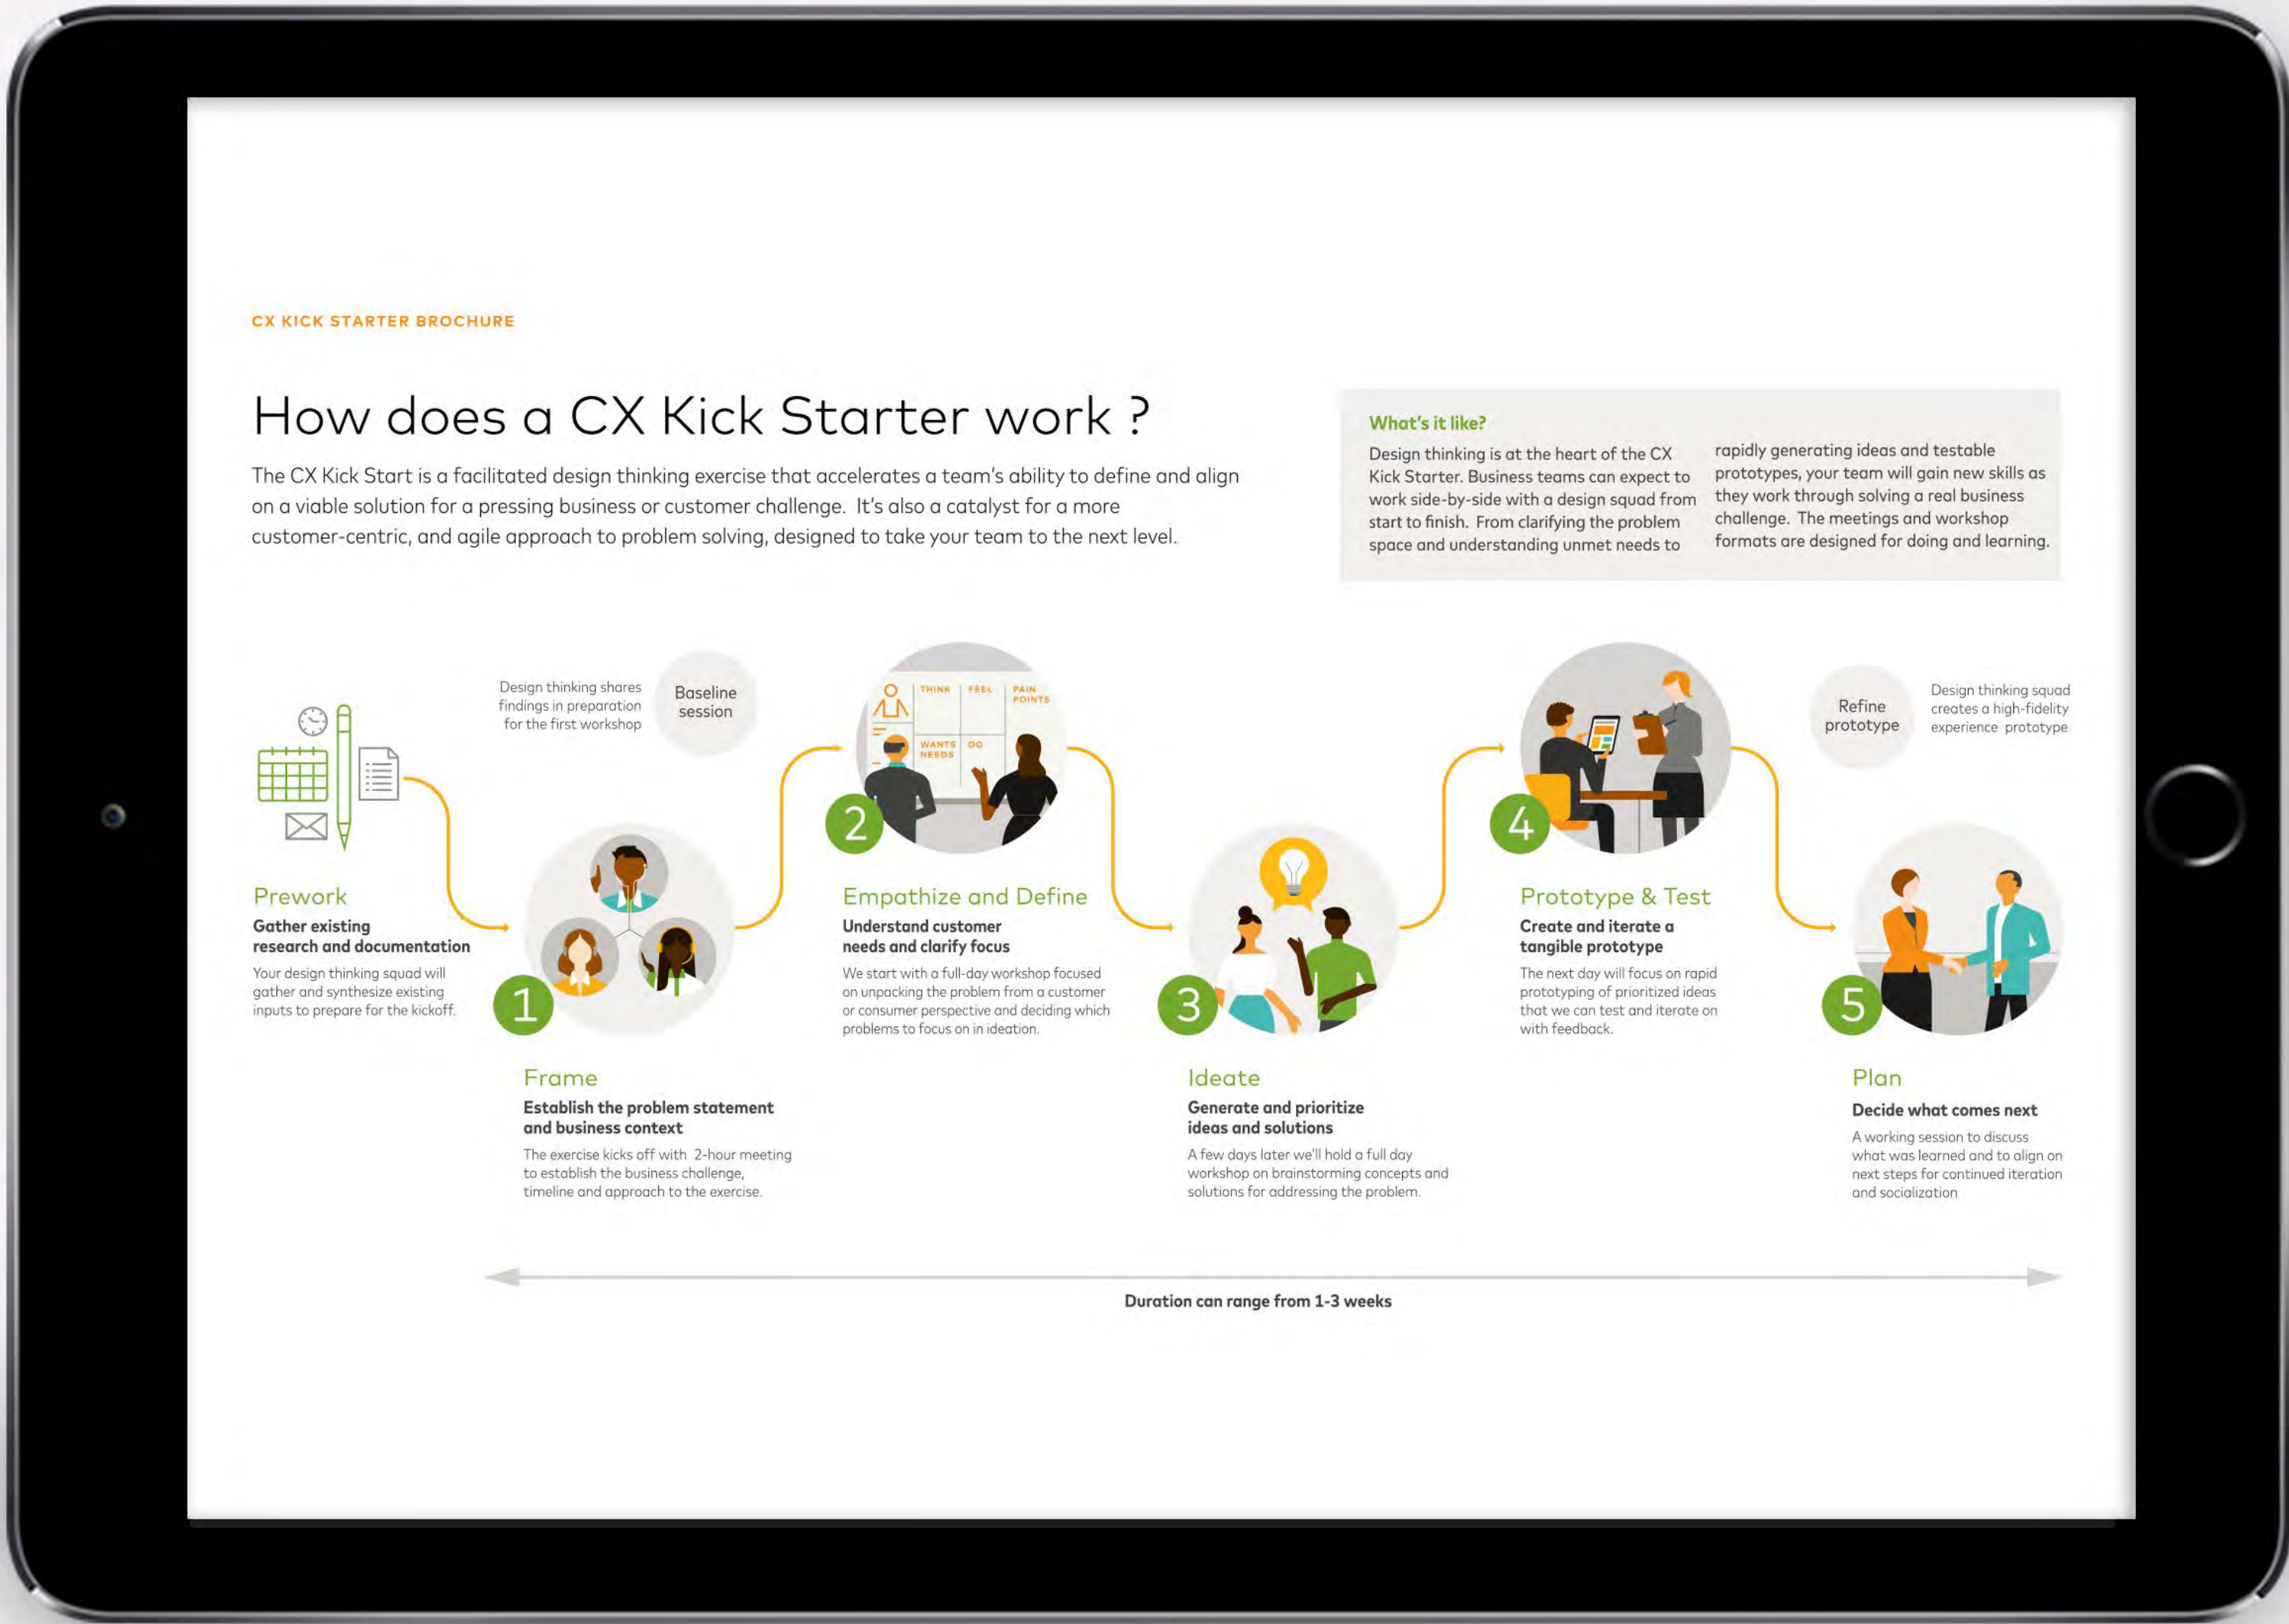 CX KICK STARTER BROCHURE
How does a CX Kick Starter work ?
The CX Kick Start is a facilitated design thinking exercise that accelerates a team's ability to define and align
on a viable solution for a pressing business or customer challenge. It's also a catalyst for a more
customer-centric, and agile approach to problem solving, designed to take your team to the next level.
What's it like?
Design thinking is at the heart of the CX
Kick Starter. Business teams can expect to
work side-by-side with a design squad from
start to finish. From clarifying the problem
space and understanding unmet needs to
rapidly generating ideas and testable
prototypes, your team will gain new skills as
they work through solving a real business
challenge. The meetings and workshop
formats are designed for doing and learning.
Prework
Gather existing
research and documentation
Your design thinking squad will
gather and synthesize existing
inputs to prepare for the kickoff.
Design thinking shares
findings in preparation
for the first workshop
Baseline
session
1
Frame
Establish the problem statement
and business context
The exercise kicks off with 2-hour meeting
to establish the business challenge,
timeline and approach to the exercise.
THINK
FEEL
PAIN
POINTS
WANTS
NEEDS
DO
2
Empathize and Define
Understand customer
needs and clarify focus
We start with a full-day workshop focused
on unpacking the problem from a customer
or consumer perspective and deciding which
problems to focus on in ideation.
3
Ideate
Generate and prioritize
ideas and solutions
A few days later we'll hold a full day
workshop on brainstorming concepts and
solutions for addressing the problem.
4
Prototype & Test
Create and iterate a
tangible prototype
The next day will focus on rapid
prototyping of prioritized ideas
that we can test and iterate on
with feedback.
Refine
prototype
Design thinking squad
creates a high-fidelity
experience prototype
5
Plan
Decide what comes next
A working session to discuss
what was learned and to align on
next steps for continued iteration
and socialization
Duration can range from 1-3 weeks